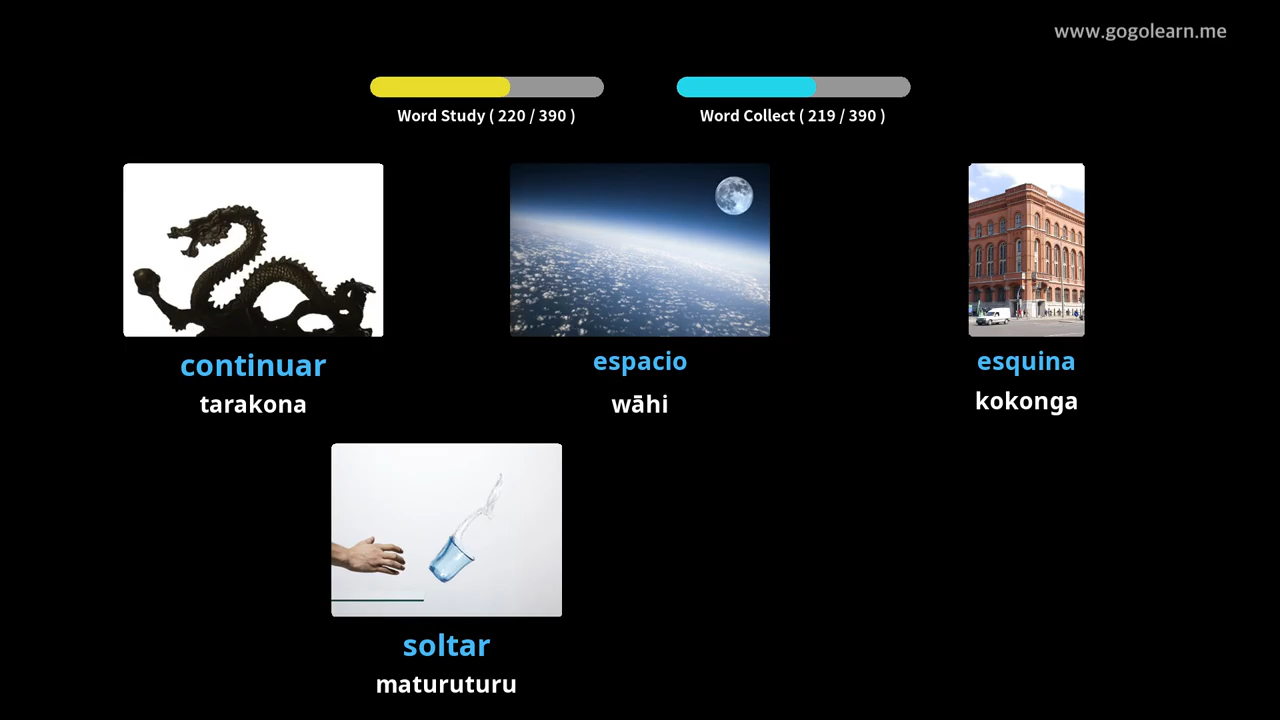 www.gogolearn.me
Word Study ( 220 / 390 )
Word Collect ( 219 / 390 )
continuar
tarakona
espacio
wāhi
esquina
kokonga
soltar
maturuturu